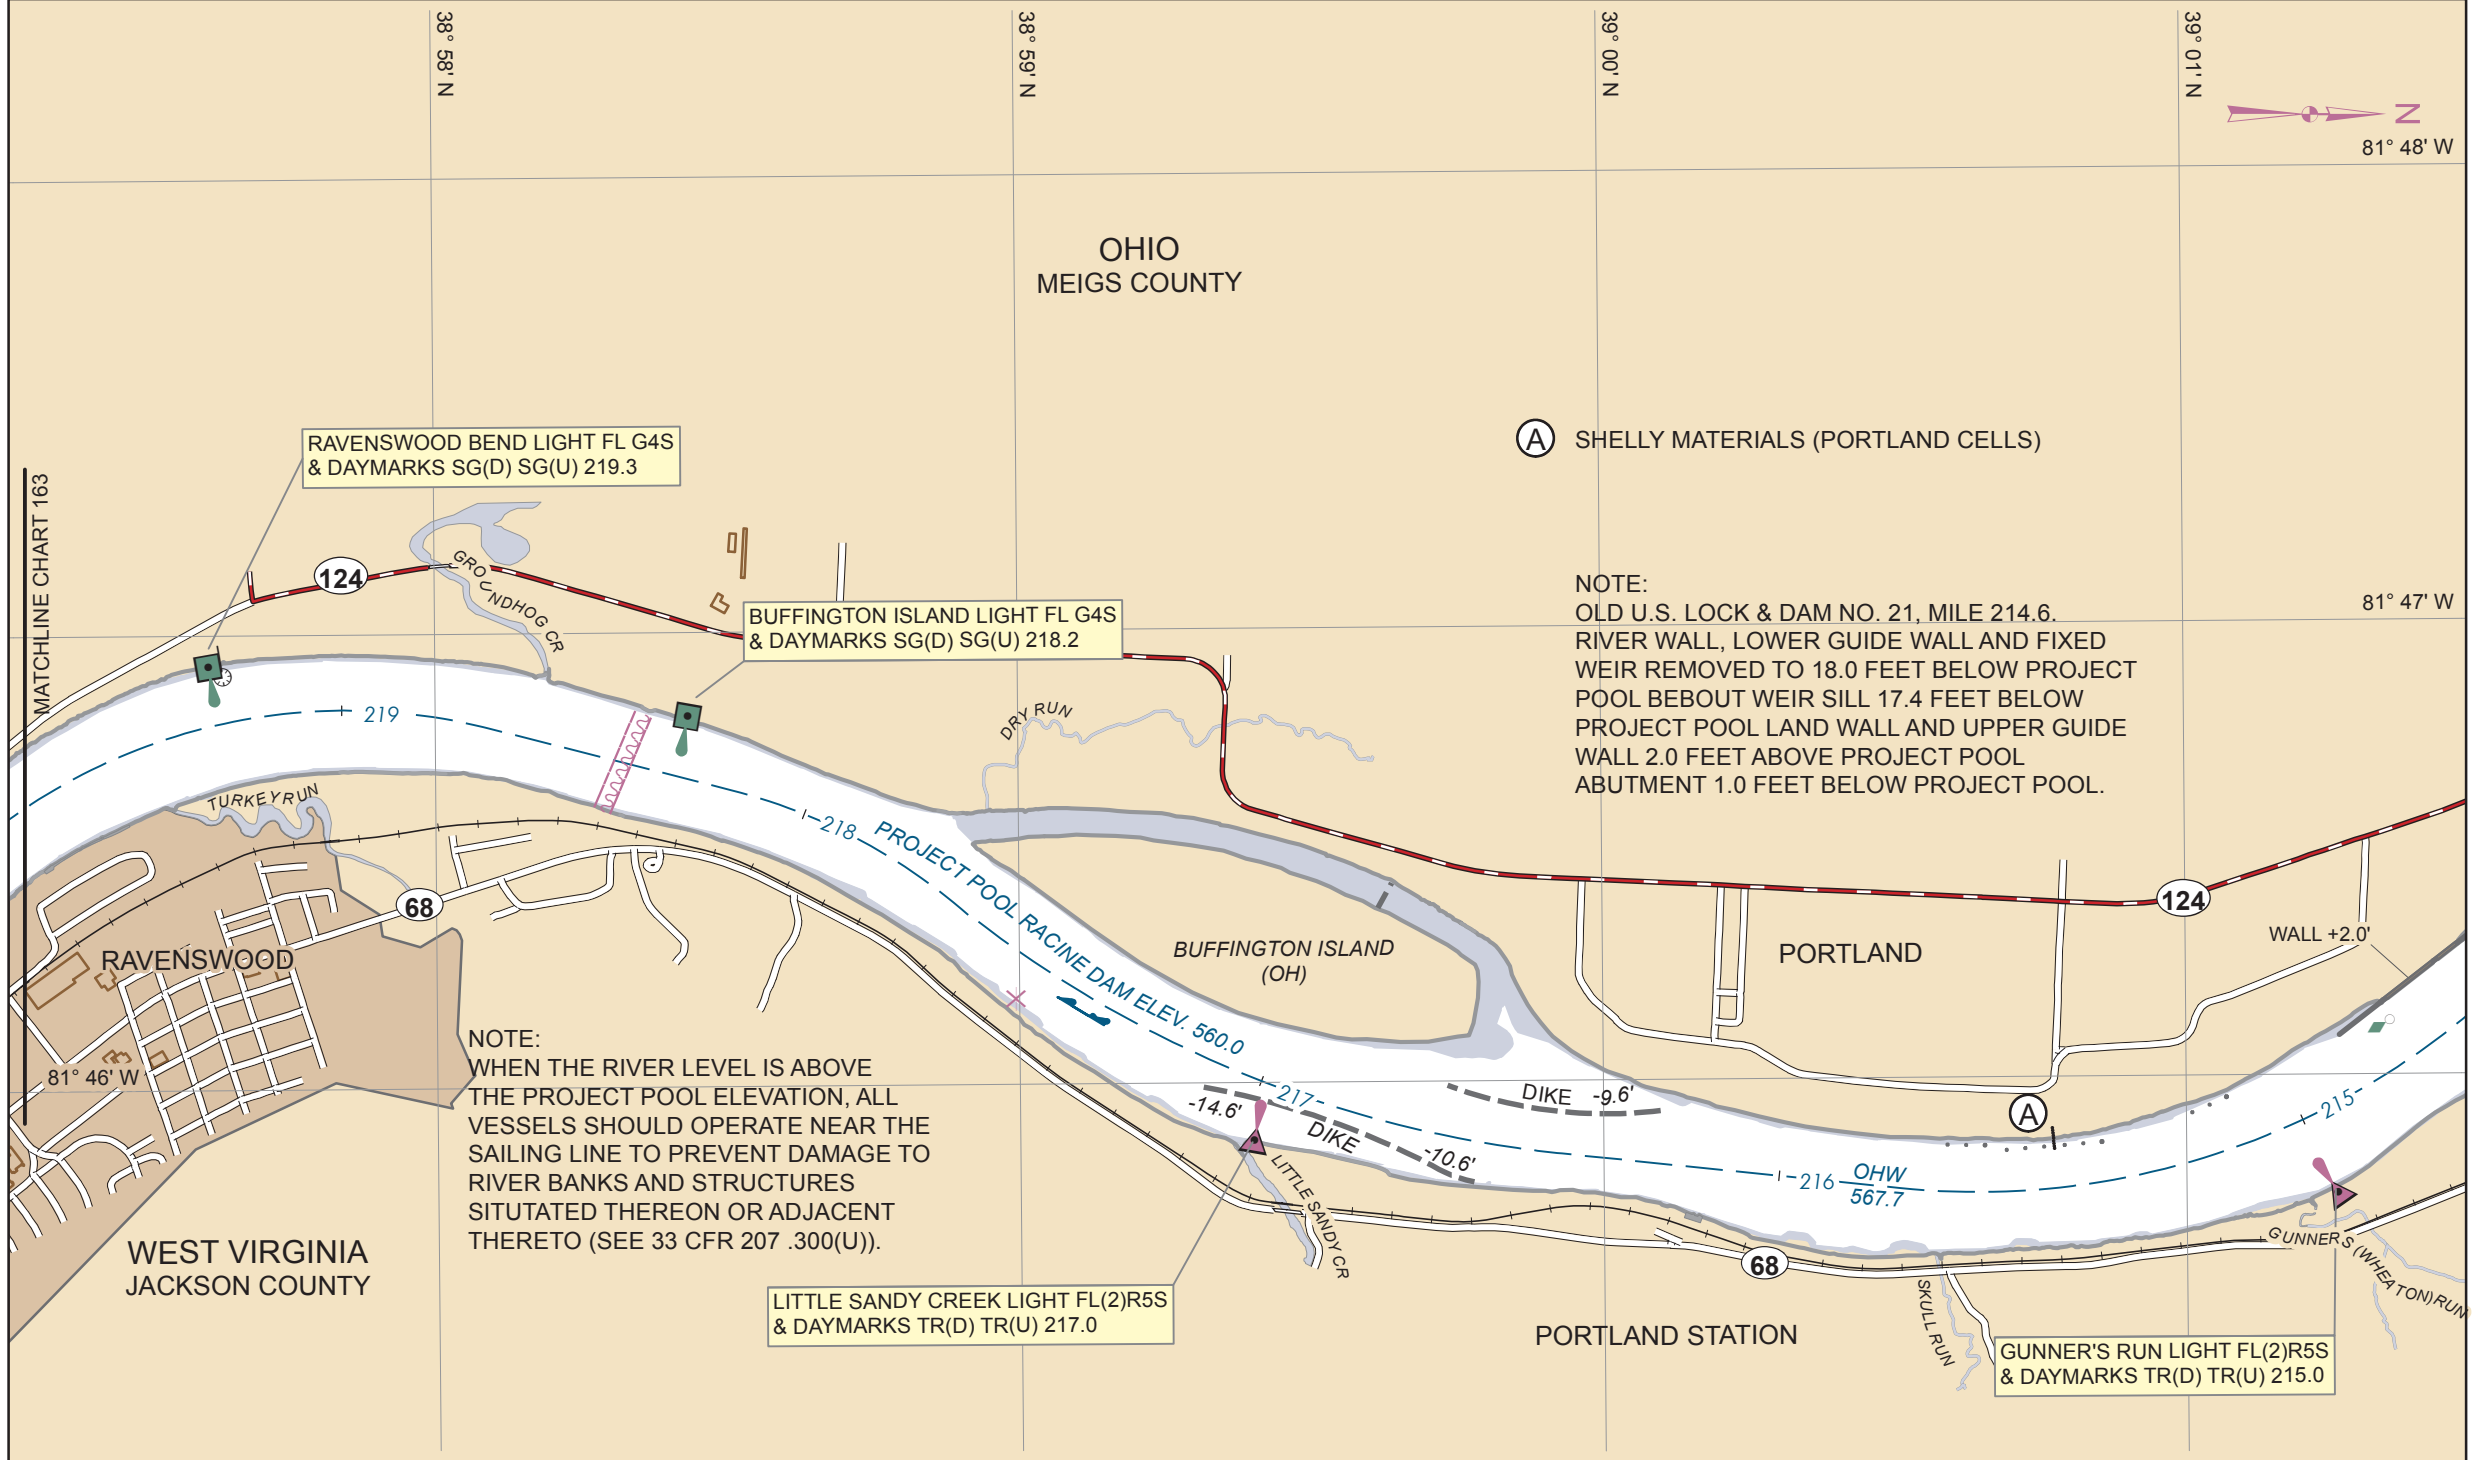 38° 58' N
38° 59' N
39° 00' N
39° 01' N
N
81° 48' W
OHIO
MEIGS COUNTY
RAVENSWOOD BEND LIGHT FL G4S
& DAYMARKS SG(D) SG(U) 219.3
A SHELLY MATERIALS (PORTLAND CELLS)
MATCHLINE CHART 163
124
GROUNDHOG CR
BUFFINGTON ISLAND LIGHT FL G4S
& DAYMARKS SG(D) SG(U) 218.2
NOTE:
OLD U.S. LOCK & DAM NO. 21, MILE 214.6.
RIVER WALL, LOWER GUIDE WALL AND FIXED
WEIR REMOVED TO 18.0 FEET BELOW PROJECT
POOL BEBOUT WEIR SILL 17.4 FEET BELOW
PROJECT POOL LAND WALL AND UPPER GUIDE
WALL 2.0 FEET ABOVE PROJECT POOL
ABUTMENT 1.0 FEET BELOW PROJECT POOL.
81° 47' W
219
DRY RUN
TURKEY RUN
218
PROJECT POOL RACINE DAM ELEV. 560.0
68
124
RAVENSWOOD
BUFFINGTON ISLAND
(OH)
PORTLAND
WALL +2.0'
81° 46' W
NOTE:
WHEN THE RIVER LEVEL IS ABOVE
THE PROJECT POOL ELEVATION, ALL
VESSELS SHOULD OPERATE NEAR THE
SAILING LINE TO PREVENT DAMAGE TO
RIVER BANKS AND STRUCTURES
SITUTATED THEREON OR ADJACENT
THERETO (SEE 33 CFR 207 .300(U)).
217
-14.6'
DIKE
-10.6'
DIKE -9.6'
A
215
216
OHW
567.7
LITTLE SANDY CR
WEST VIRGINIA
JACKSON COUNTY
68
SKULL RUN
GUNNER'S (WHEATON) RUN
LITTLE SANDY CREEK LIGHT FL(2)R5S
& DAYMARKS TR(D) TR(U) 217.0
PORTLAND STATION
GUNNER'S RUN LIGHT FL(2)R5S
& DAYMARKS TR(D) TR(U) 215.0